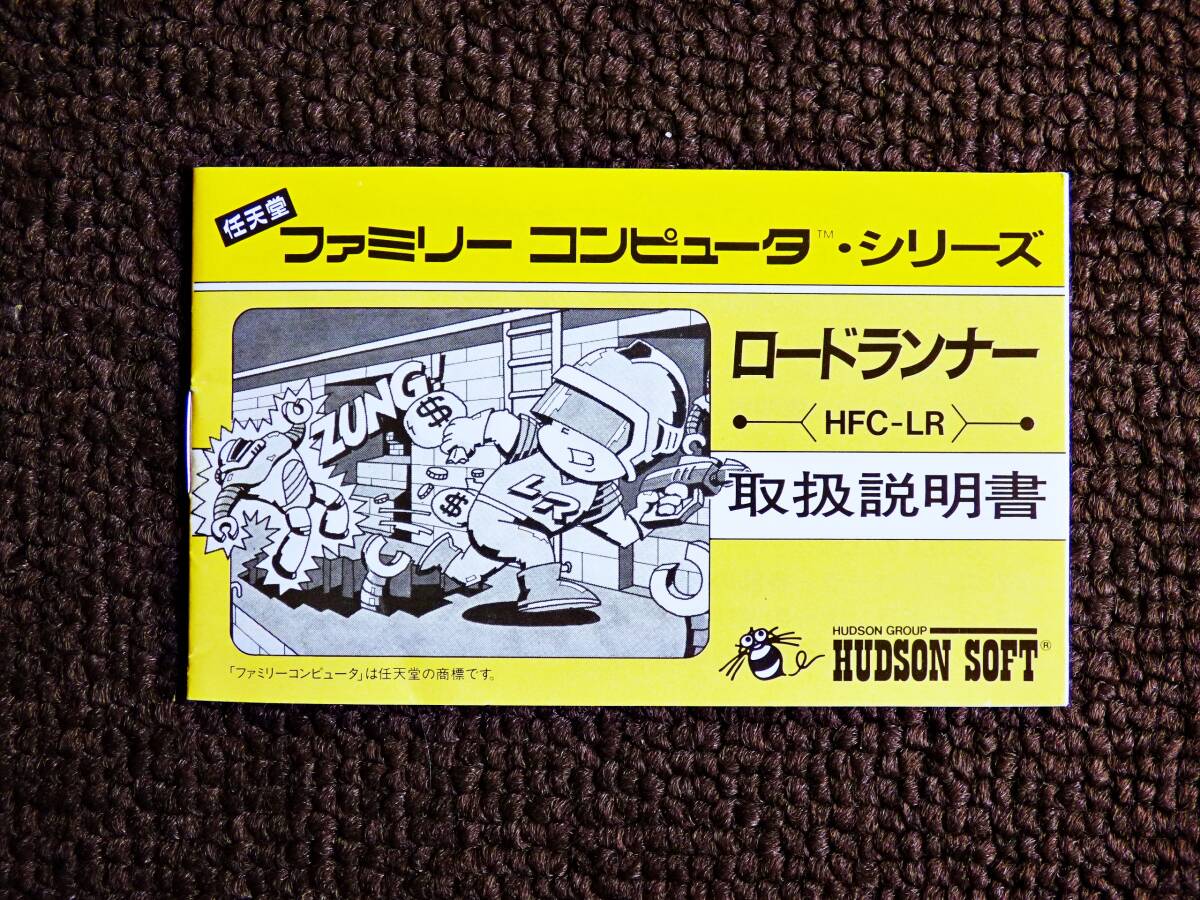 任天堂
ファミリー コンピュータ™・シリーズ
ロードランナー
HFC-LR
取扱説明書
ZUNG!
$
$
LR
HUDSON GROUP
HUDSON SOFT®
「ファミリーコンピュータ」は任天堂の商標です。